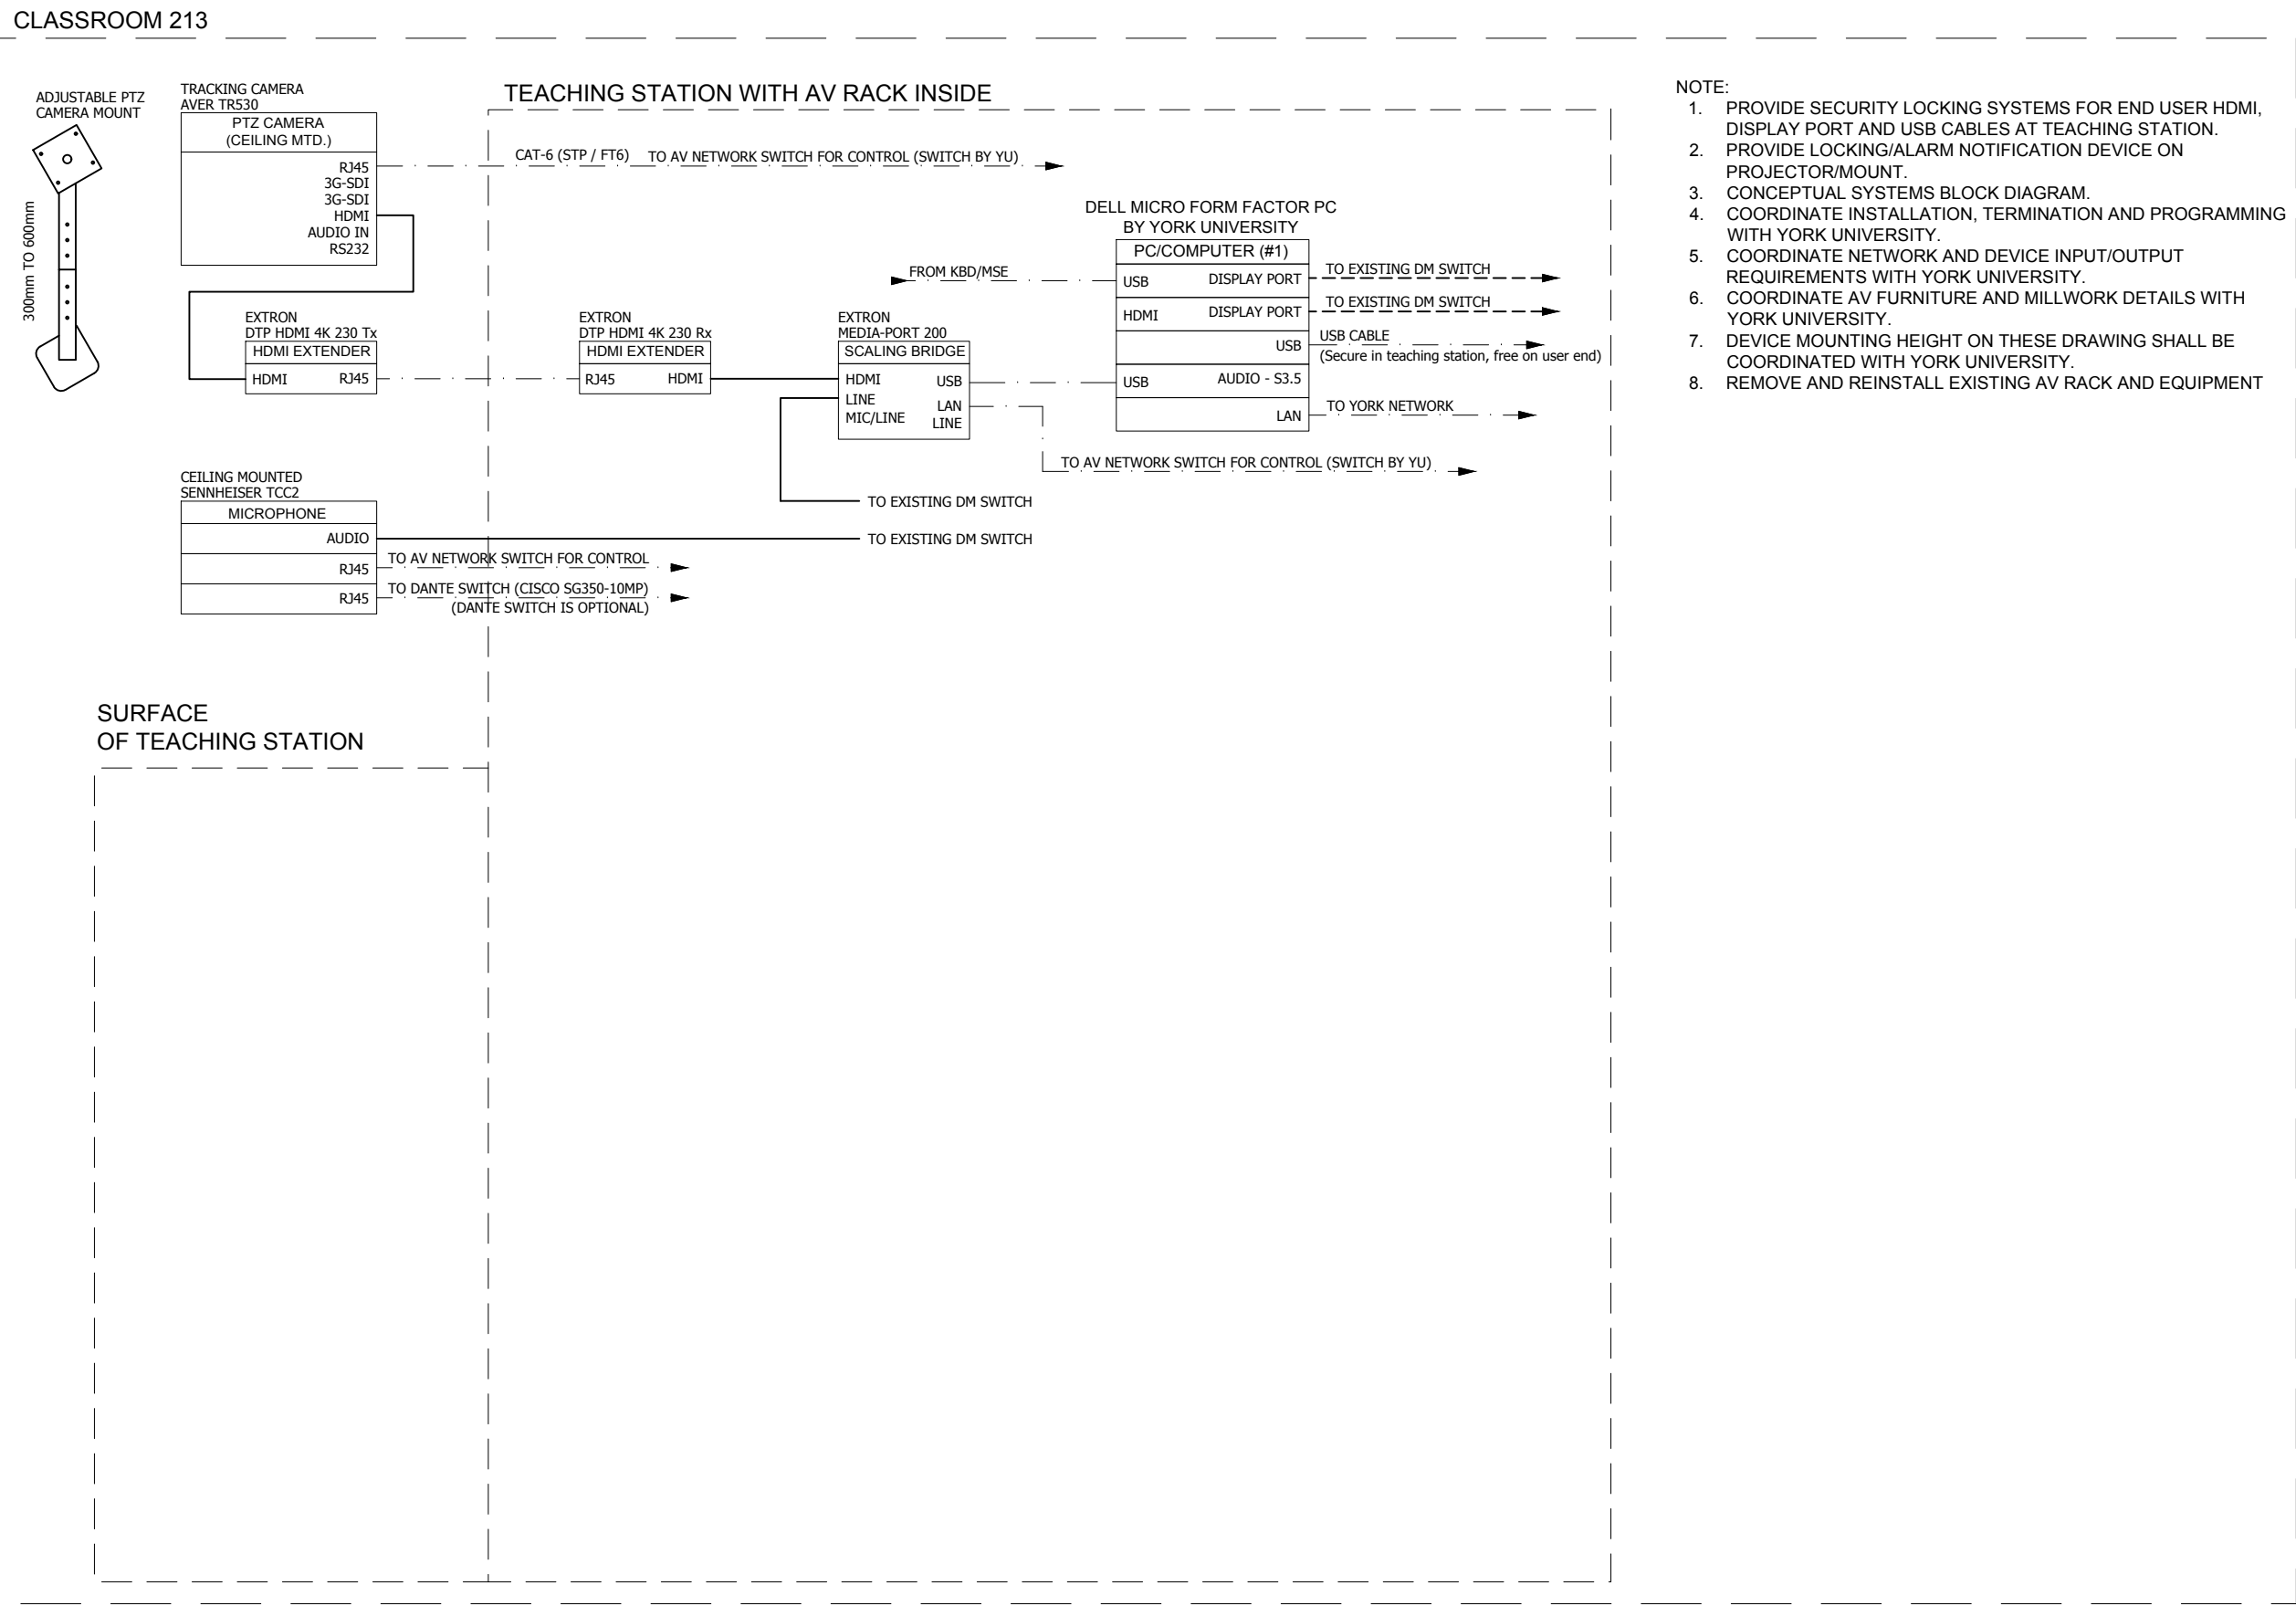 CLASSROOM 213
ADJUSTABLE PTZ
CAMERA MOUNT
300mm TO 600mm
TRACKING CAMERA
AVER TR530
PTZ CAMERA
(CEILING MTD.)
RJ45
3G-SDI
3G-SDI
HDMI
AUDIO IN
RS232
TEACHING STATION WITH AV RACK INSIDE
CAT-6 (STP / FT6) TO AV NETWORK SWITCH FOR CONTROL (SWITCH BY YU)
EXTRON
DTP HDMI 4K 230 Tx
HDMI EXTENDER
HDMI RJ45
EXTRON
DTP HDMI 4K 230 Rx
HDMI EXTENDER
RJ45 HDMI
EXTRON
MEDIA-PORT 200
SCALING BRIDGE
HDMI USB
LINE LAN
MIC/LINE LINE
FROM KBD/MSE
DELL MICRO FORM FACTOR PC
BY YORK UNIVERSITY
PC/COMPUTER (#1)
USB DISPLAY PORT
TO EXISTING DM SWITCH
HDMI DISPLAY PORT
TO EXISTING DM SWITCH
USB
USB CABLE
(Secure in teaching station, free on user end)
USB AUDIO - S3.5
LAN
TO YORK NETWORK
TO AV NETWORK SWITCH FOR CONTROL (SWITCH BY YU)
TO EXISTING DM SWITCH
CEILING MOUNTED
SENNHEISER TCC2
MICROPHONE
AUDIO
TO EXISTING DM SWITCH
RJ45
TO AV NETWORK SWITCH FOR CONTROL
RJ45
TO DANTE SWITCH (CISCO SG350-10MP)
(DANTE SWITCH IS OPTIONAL)
SURFACE
OF TEACHING STATION
NOTE:
1. PROVIDE SECURITY LOCKING SYSTEMS FOR END USER HDMI,
DISPLAY PORT AND USB CABLES AT TEACHING STATION.
2. PROVIDE LOCKING/ALARM NOTIFICATION DEVICE ON
PROJECTOR/MOUNT.
3. CONCEPTUAL SYSTEMS BLOCK DIAGRAM.
4. COORDINATE INSTALLATION, TERMINATION AND PROGRAMMING
WITH YORK UNIVERSITY.
5. COORDINATE NETWORK AND DEVICE INPUT/OUTPUT
REQUIREMENTS WITH YORK UNIVERSITY.
6. COORDINATE AV FURNITURE AND MILLWORK DETAILS WITH
YORK UNIVERSITY.
7. DEVICE MOUNTING HEIGHT ON THESE DRAWING SHALL BE
COORDINATED WITH YORK UNIVERSITY.
8. REMOVE AND REINSTALL EXISTING AV RACK AND EQUIPMENT